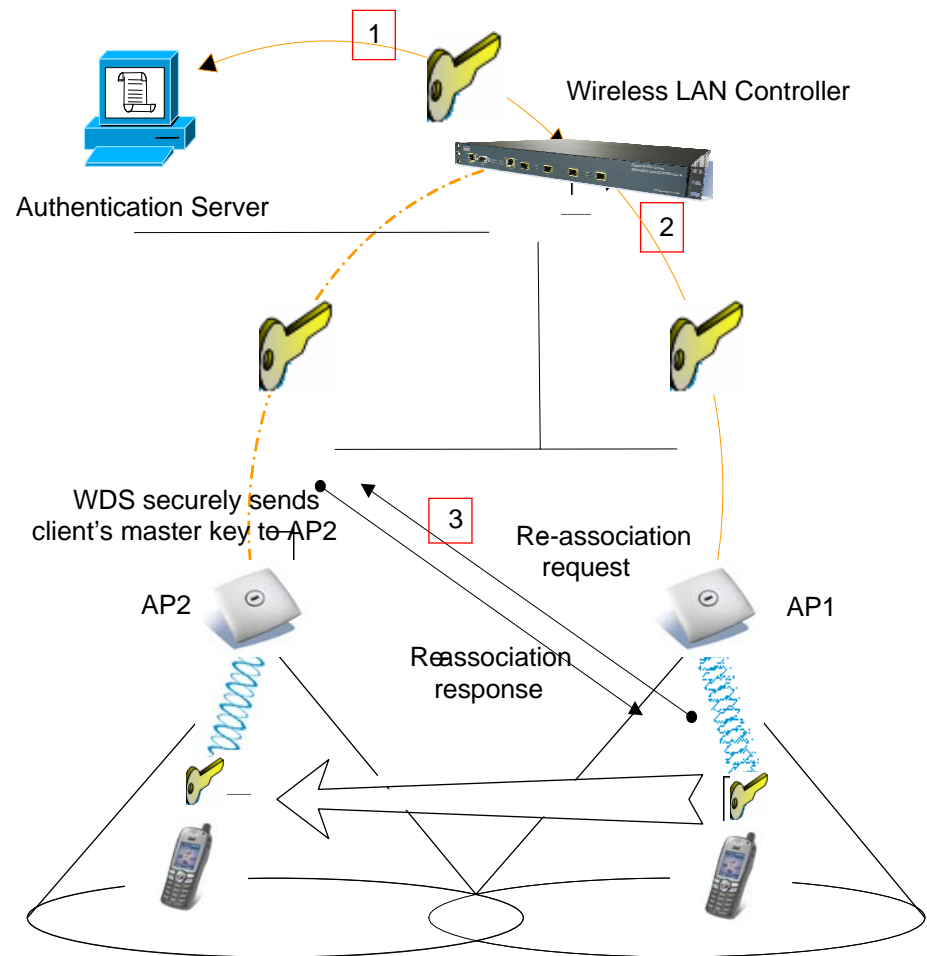 1
Wireless LAN Controller
Authentication Server
2
WDS securely sends
client's master key to AP2
3
Re-association
request
AP2
AP1
Reassociation
response